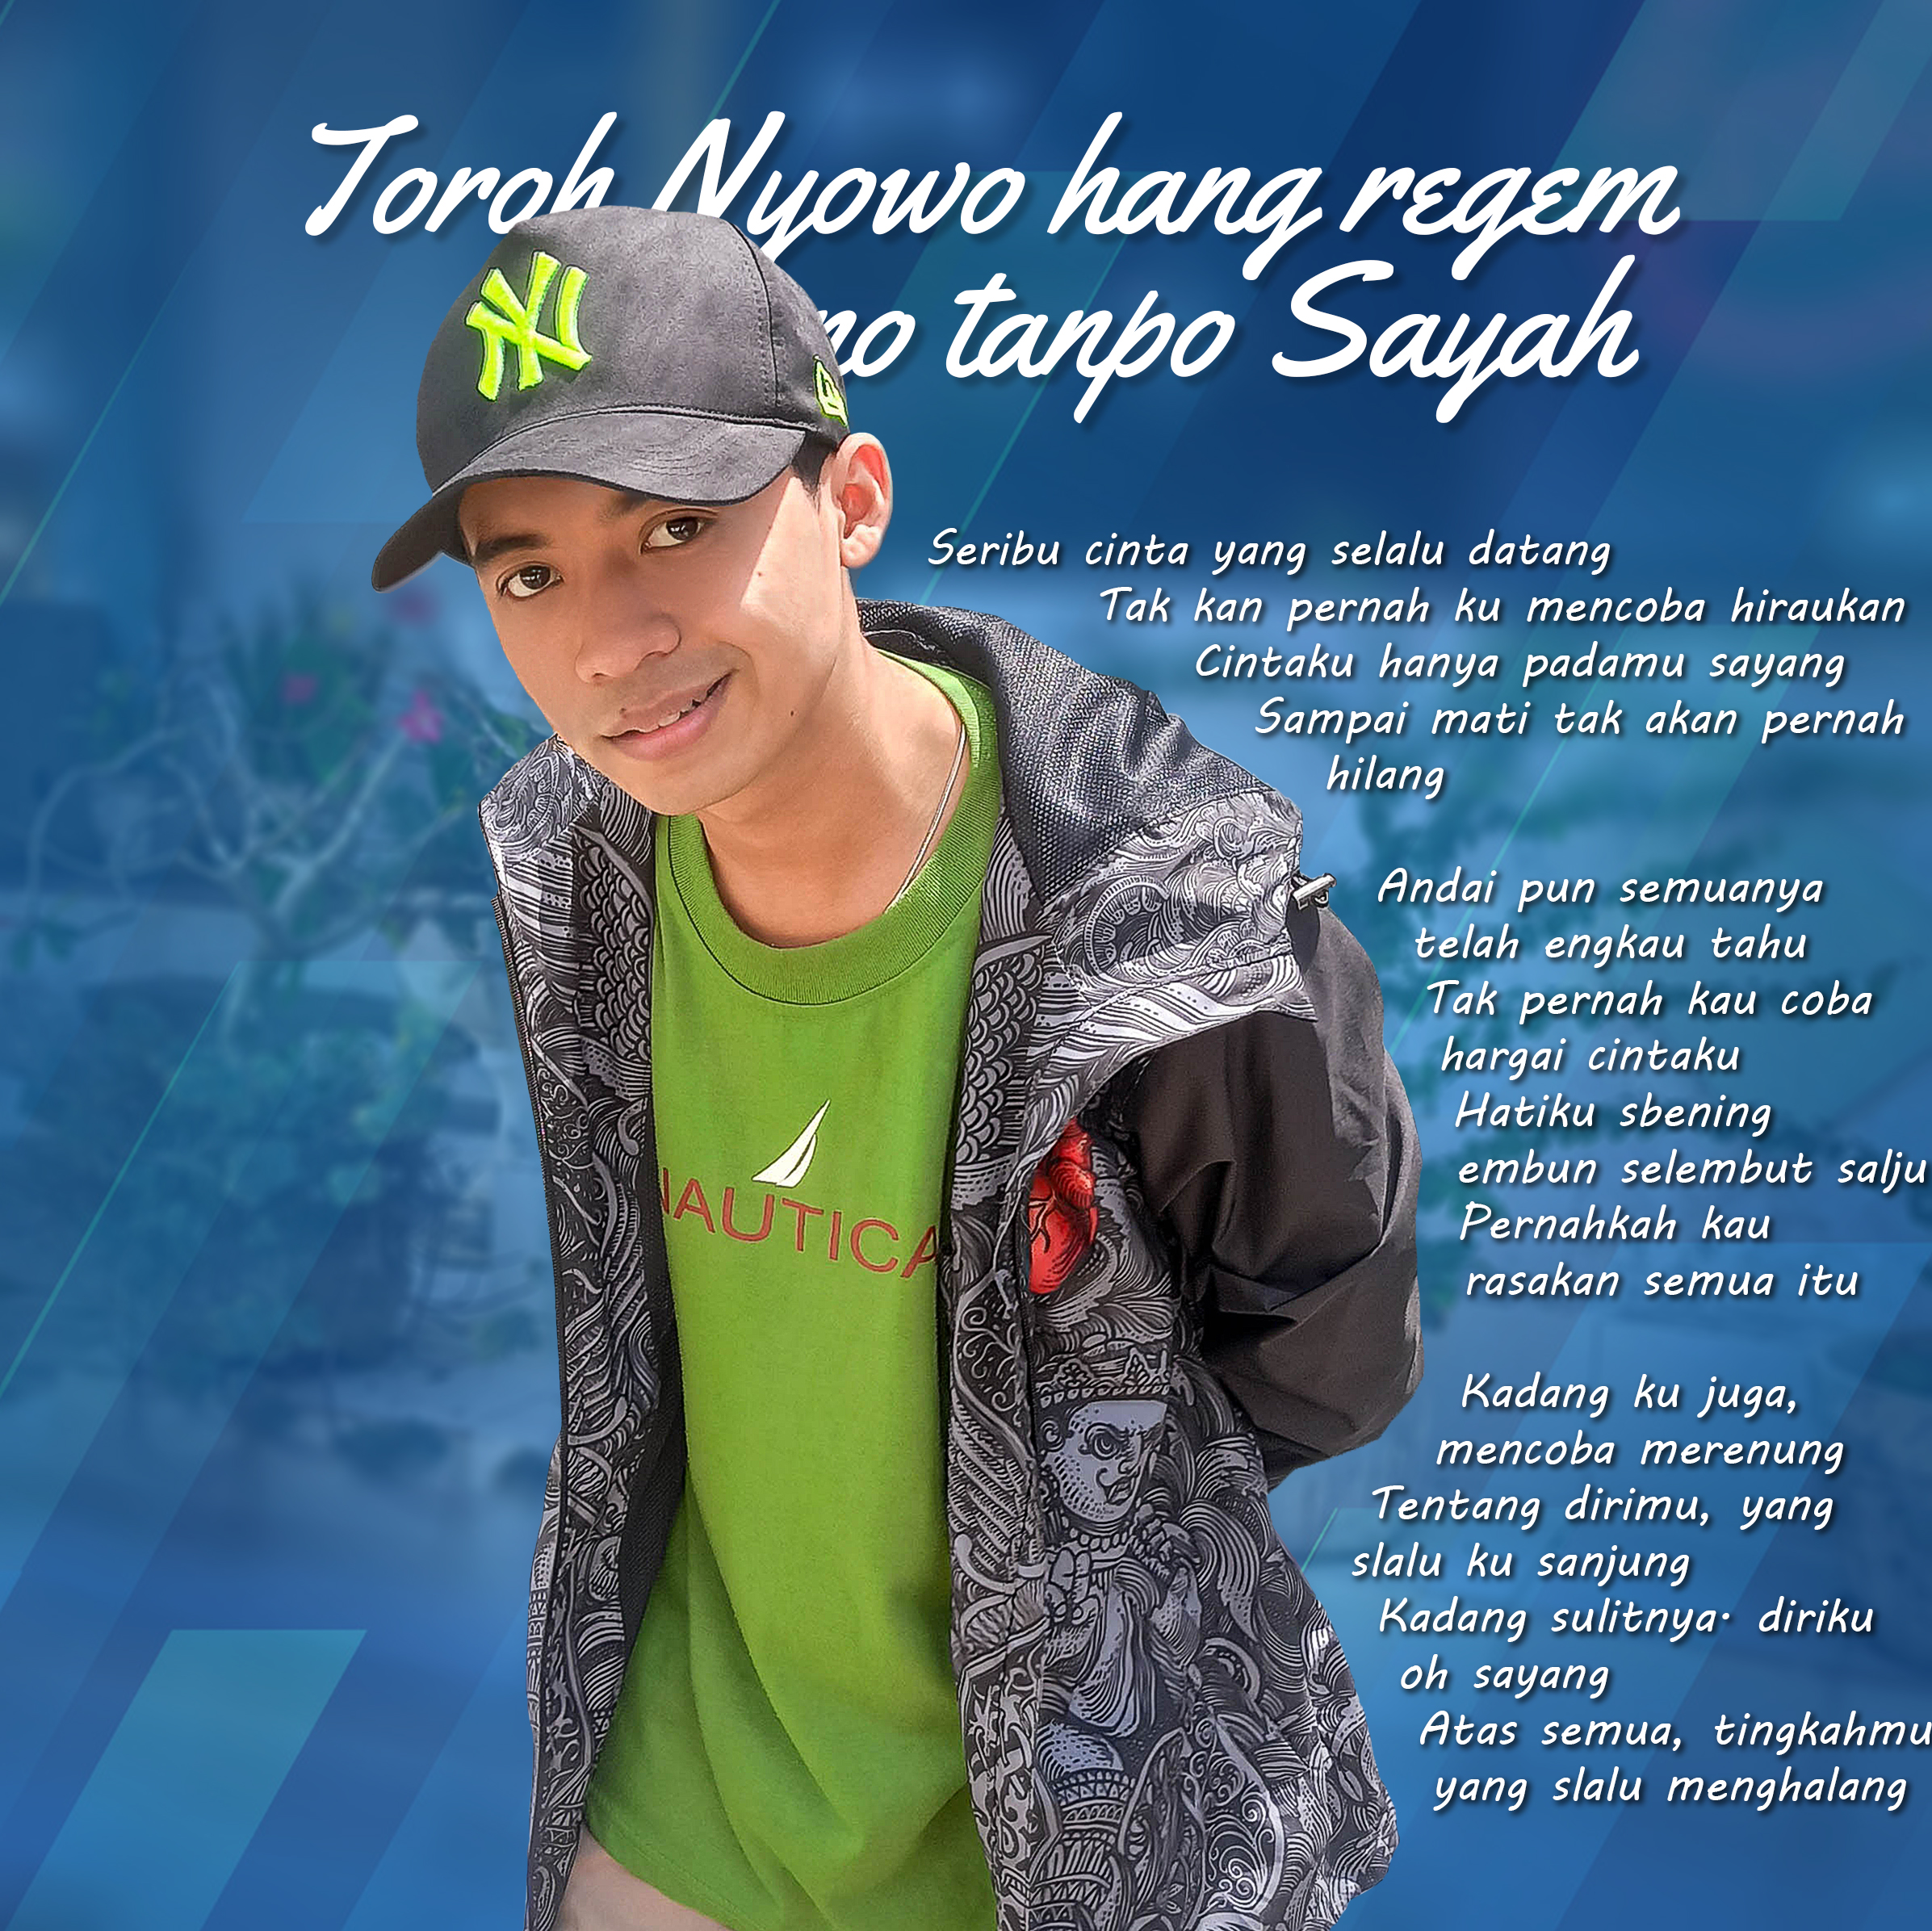 Toroh Nyowo hang regem
tanpo Sayah
NY
NAUTICA
Seribu cinta yang selalu datang
Tak kan pernah ku mencoba hiraukan
Cintaku hanya padamu sayang
Sampai mati tak akan pernah
hilang
Andai pun semuanya
telah engkau tahu
Tak pernah kau coba
hargai cintaku
Hatiku sbening
embun selembut salju
Pernahkah kau
rasakan semua itu
Kadang ku juga,
mencoba merenung
Tentang dirimu, yang
slalu ku sanjung
Kadang sulitnya· diriku
oh sayang
Atas semua, tingkahmu
yang slalu menghalang